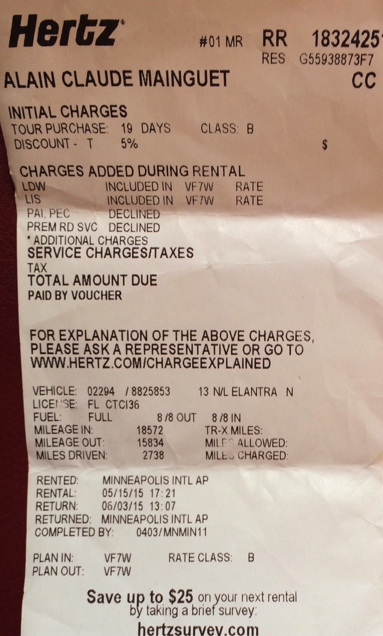 Hertz
#01 MR RR 18324251
RES G55938873F7
ALAIN CLAUDE MAINGUET CC
INITIAL CHARGES
TOUR PURCHASE: 19 DAYS CLASS: B
DISCOUNT - T 5% $
CHARGES ADDED DURING RENTAL
LDW INCLUDED IN VF7W RATE
LIS INCLUDED IN VF7W RATE
PAI, PEC DECLINED
PREM RD SVC DECLINED
* ADDITIONAL CHARGES
SERVICE CHARGES/TAXES
TAX
TOTAL AMOUNT DUE
PAID BY VOUCHER
FOR EXPLANATION OF THE ABOVE CHARGES,
PLEASE ASK A REPRESENTATIVE OR GO TO
WWW.HERTZ.COM/CHARGEEXPLAINED
VEHICLE: 02294 / 8825853 13 N/L ELANTRA N
LICENSE: FL CTCI36
FUEL: FULL 8 /8 OUT 8 /8 IN
MILEAGE IN: 18572 TR-X MILES:
MILEAGE OUT: 15834 MILES ALLOWED:
MILES DRIVEN: 2738 MILES CHARGED:
RENTED: MINNEAPOLIS INTL AP
RENTAL: 05/15/15 17:21
RETURN: 06/03/15 13:07
RETURNED: MINNEAPOLIS INTL AP
COMPLETED BY: 0403/MNMIN11
PLAN IN: VF7W RATE CLASS: B
PLAN OUT: VF7W
Save up to $25 on your next rental
by taking a brief survey:
hertzsurvey.com